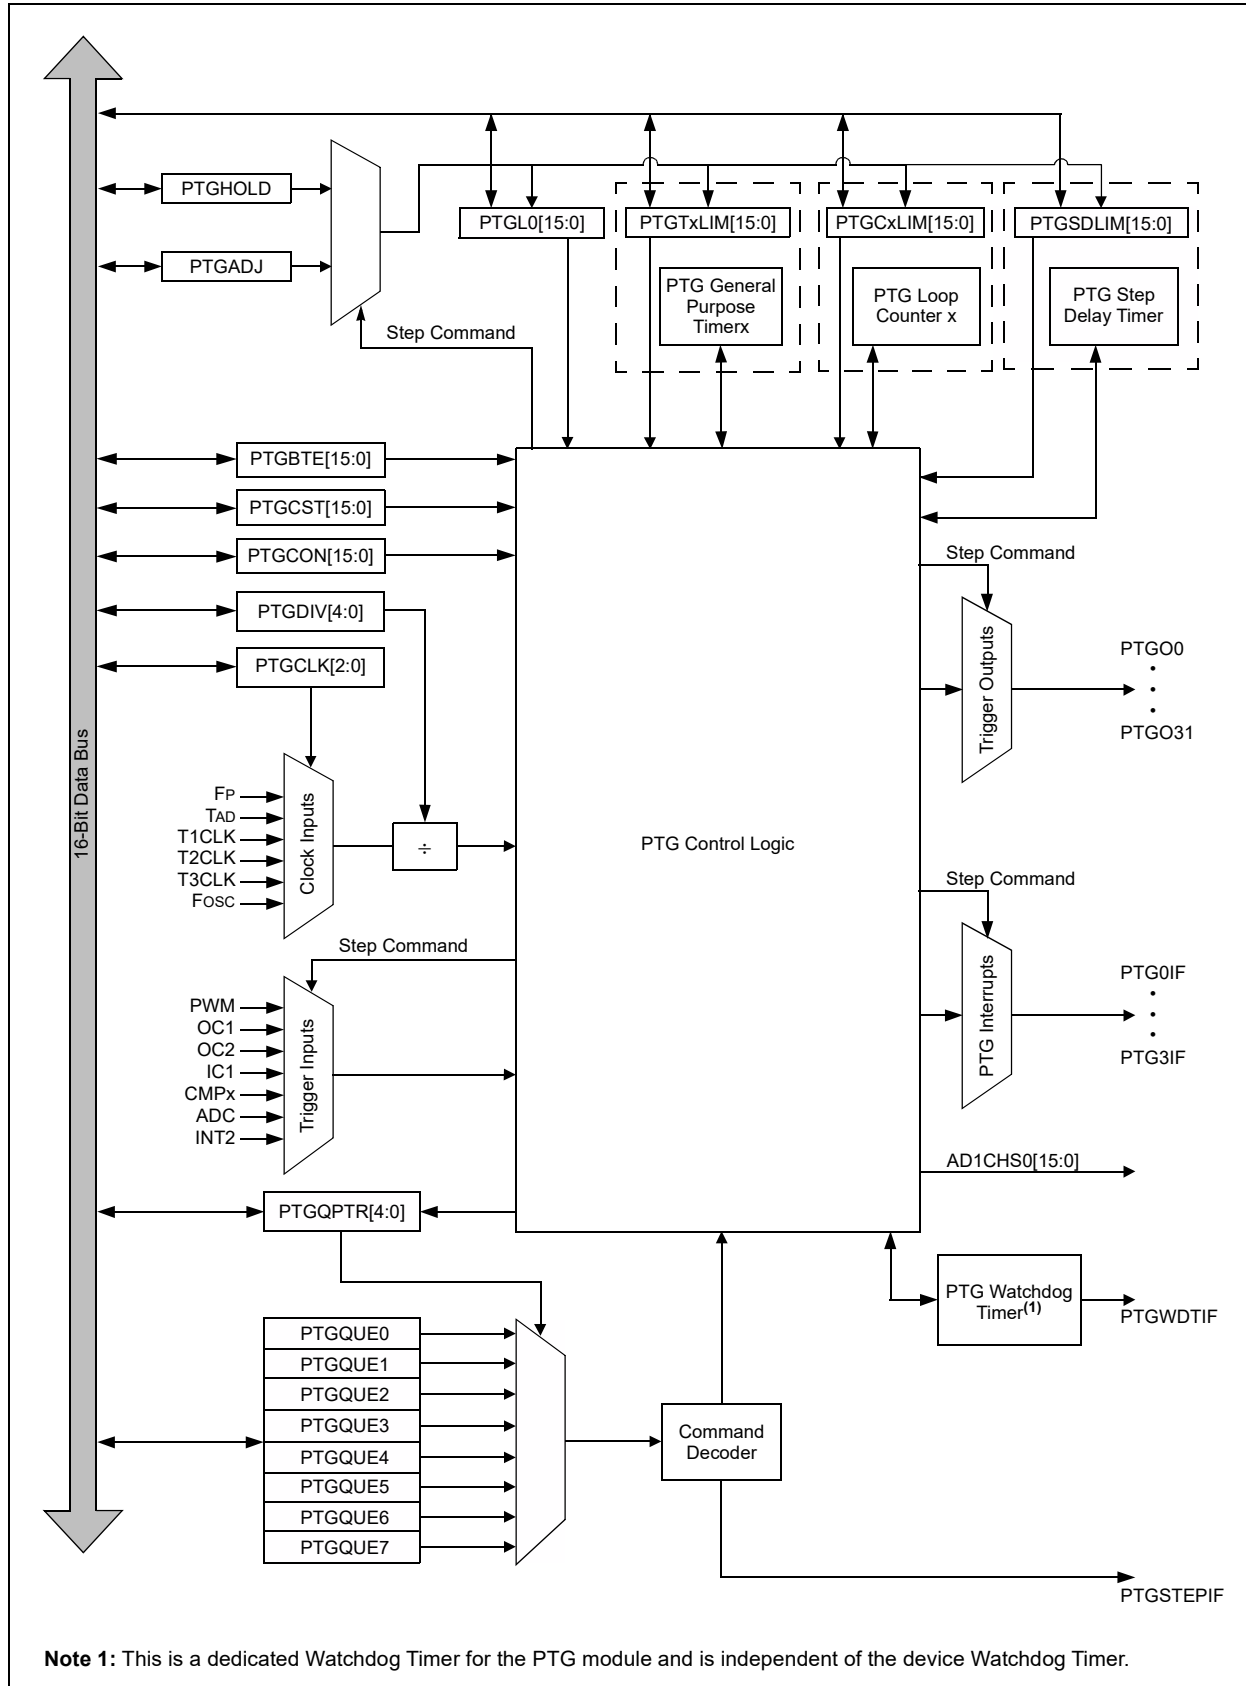 PTGHOLD
PTGADJ
PTGL0[15:0]
PTGTxLIM[15:0]
PTGCxLIM[15:0]
PTGSDLIM[15:0]
PTG General
Purpose
Timerx
PTG Loop
Counter x
PTG Step
Delay Timer
Step Command
PTGBTE[15:0]
PTGCST[15:0]
PTGCON[15:0]
PTGDIV[4:0]
PTGCLK[2:0]
16-Bit Data Bus
FP
TAD
T1CLK
T2CLK
T3CLK
FOSC
Clock Inputs
÷
PTG Control Logic
Step Command
Trigger Outputs
PTGO0
PTGO31
Step Command
PTG Interrupts
PTG0IF
PTG3IF
Step Command
PWM
OC1
OC2
IC1
CMPx
ADC
INT2
Trigger Inputs
AD1CHS0[15:0]
PTGQPTR[4:0]
PTG Watchdog
Timer(1)
PTGWDTIF
PTGQUE0
PTGQUE1
PTGQUE2
PTGQUE3
PTGQUE4
PTGQUE5
PTGQUE6
PTGQUE7
Command
Decoder
PTGSTEPIF
Note 1: This is a dedicated Watchdog Timer for the PTG module and is independent of the device Watchdog Timer.